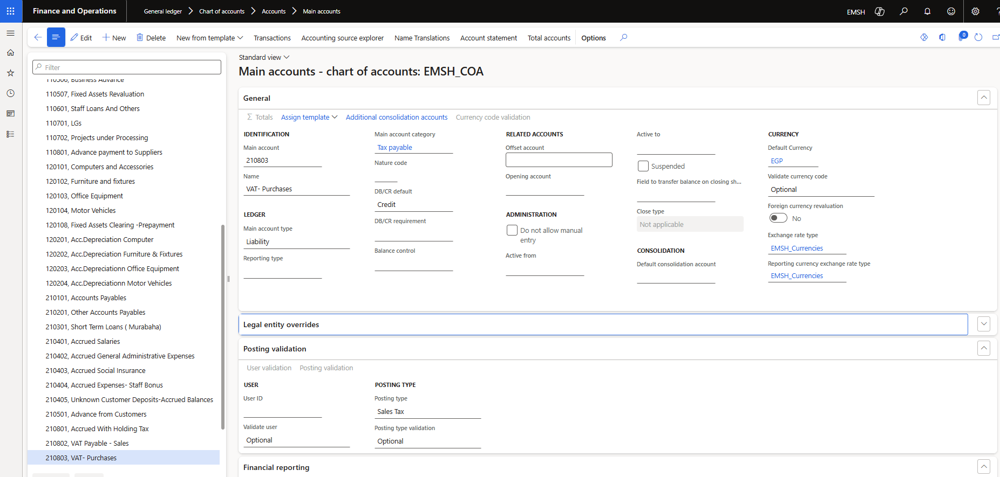 Finance and Operations
General ledger > Chart of accounts > Accounts > Main accounts
EMSH
?
Edit
New
Delete
New from template
Transactions
Accounting source explorer
Name Translations
Account statement
Total accounts
Options
0
Filter
110506, Business Advance
110507, Fixed Assets Revaluation
110601, Staff Loans And Others
110701, LGs
110702, Projects under Processing
110801, Advance payment to Suppliers
120101, Computers and Accessories
120102, Furniture and fixtures
120103, Office Equipment
120104, Motor Vehicles
120108, Fixed Assets Clearing -Prepayment
120201, Acc.Depreciation Computer
120202, Acc.Depreciation Furniture & Fixtures
120203, Acc.Depreciationn Office Equipment
120204, Acc.Depreciationn Motor Vehicles
210101, Accounts Payables
210201, Other Accounts Payables
210301, Short Term Loans ( Murabaha)
210401, Accrued Salaries
210402, Accrued General Administrative Expenses
210403, Accrued Social Insurance
210404, Accrued Expenses- Staff Bonus
210405, Unknown Customer Deposits-Accrued Balances
210501, Advance from Customers
210801, Accrued With Holding Tax
210802, VAT Payable - Sales
210803, VAT- Purchases
Standard view
Main accounts - chart of accounts: EMSH_COA
General
Σ Totals
Assign template
Additional consolidation accounts
Currency code validation
IDENTIFICATION
Main account
210803
Name
VAT- Purchases
LEDGER
Main account type
Liability
Reporting type
Main account category
Tax payable
Nature code
DB/CR default
Credit
DB/CR requirement
Balance control
RELATED ACCOUNTS
Offset account
Opening account
ADMINISTRATION
Do not allow manual
entry
Active from
Active to
Suspended
Field to transfer balance on closing sh...
Close type
Not applicable
CONSOLIDATION
Default consolidation account
CURRENCY
Default Currency
EGP
Validate currency code
Optional
Foreign currency revaluation
No
Exchange rate type
EMSH_Currencies
Reporting currency exchange rate type
EMSH_Currencies
Legal entity overrides
Posting validation
User validation
Posting validation
USER
User ID
Validate user
Optional
POSTING TYPE
Posting type
Sales Tax
Posting type validation
Optional
Financial reporting